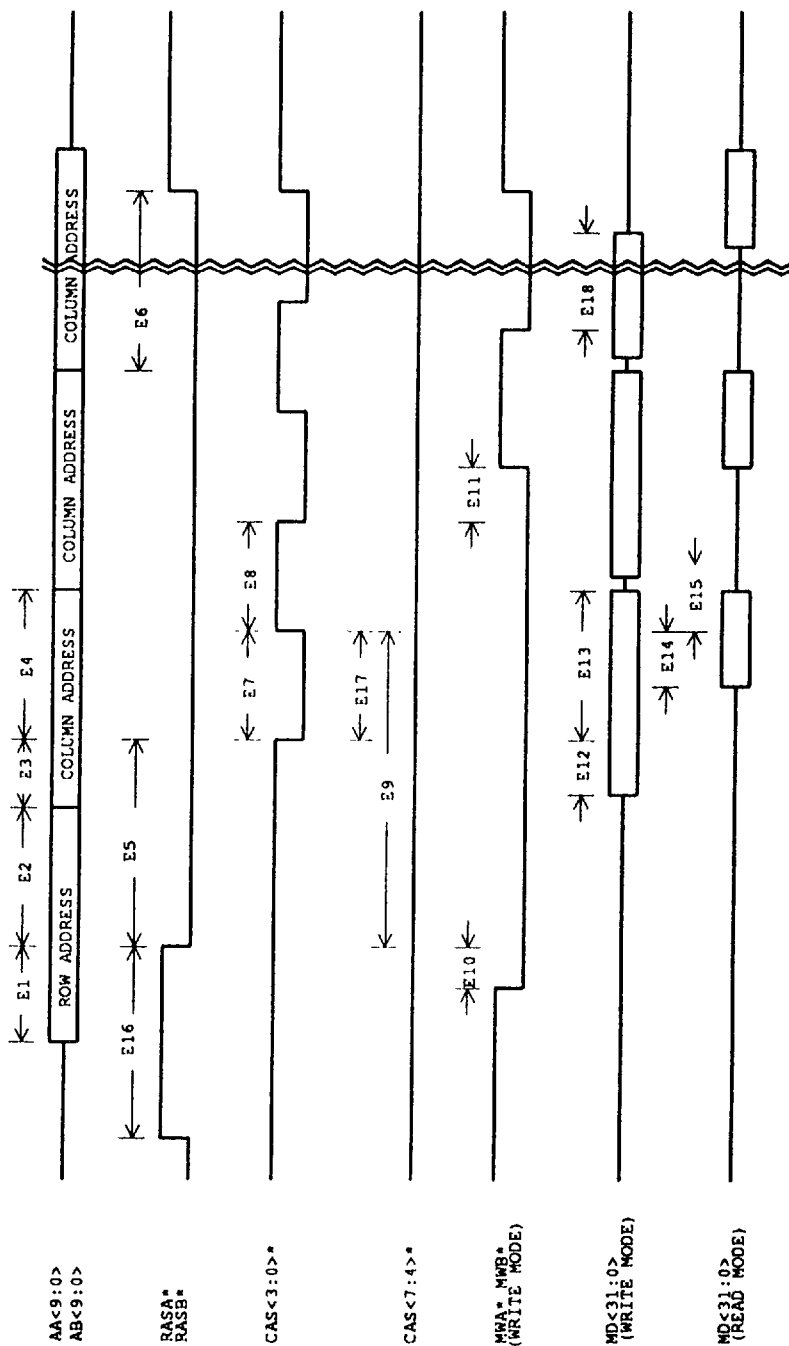 AA<9:0>
AB<9:0>
E1
E2
E3
E4
ROW ADDRESS
COLUMN ADDRESS
COLUMN ADDRESS
COLUMN ADDRESS
RASA*
RASB*
E16
E5
E6
CAS<3:0>*
E7
E8
CAS<7:4>*
E9
E17
MWA* MWB*
(WRITE MODE)
E10
E11
MD<31:0>
(WRITE MODE)
E12
E13
E18
MD<31:0>
(READ MODE)
E14
E15